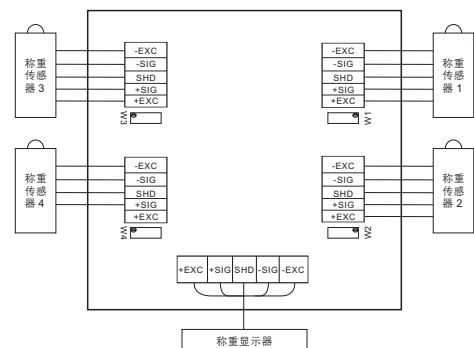 称重
传感
器 3
-EXC
-SIG
SHD
+SIG
+EXC
W3
-EXC
-SIG
SHD
+SIG
+EXC
W1
称重
传感
器 1
称重
传感
器 4
-EXC
-SIG
SHD
+SIG
+EXC
W4
-EXC
-SIG
SHD
+SIG
+EXC
W2
称重
传感
器 2
+EXC +SIG SHD -SIG -EXC
称重显示器